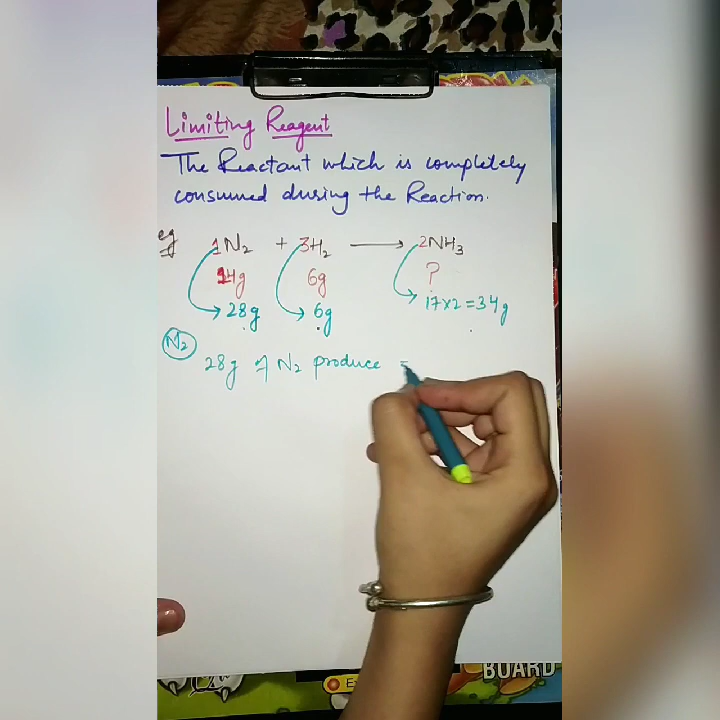 Limiting Reagent
The Reactant which is completely
consumed during the Reaction.
eg 1N₂ + 3H₂ → 2NH₃
14g 6g ?
28g 6g 17×2=34g
N₂
28g of N₂ produce =
BOARD